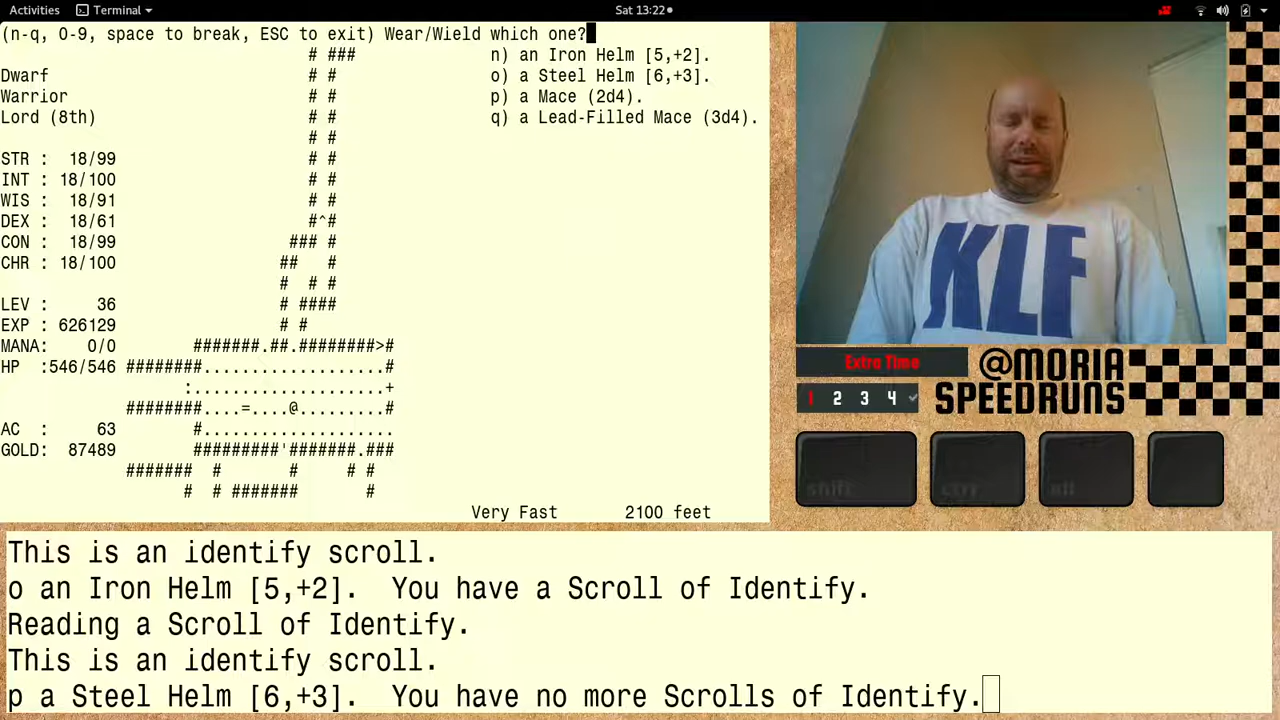 Activities Terminal Sat 13:22
(n-q, 0-9, space to break, ESC to exit) Wear/Wield which one?
# ### n) an Iron Helm [5,+2].
Dwarf # # o) a Steel Helm [6,+3].
Warrior # # p) a Mace (2d4).
Lord (8th) # # q) a Lead-Filled Mace (3d4).
# #
STR : 18/99 # #
INT : 18/100 # #
WIS : 18/91 # #
DEX : 18/61 #^#
CON : 18/99 ### #
CHR : 18/100 ## #
# # #
LEV : 36 # ####
EXP : 626129 # #
MANA: 0/0 #######.##.########>#
HP :546/546 ########...................#
:...................+
########....=....@.........#
AC : 63 #...................
GOLD: 87489 #########'#######.###
####### # # # #
# # ####### #
Very Fast 2100 feet
KLF
Extra Time
1 2 3 4
@MORIA
SPEEDRUNS
shift ctrl alt
This is an identify scroll.
o an Iron Helm [5,+2]. You have a Scroll of Identify.
Reading a Scroll of Identify.
This is an identify scroll.
p a Steel Helm [6,+3]. You have no more Scrolls of Identify.